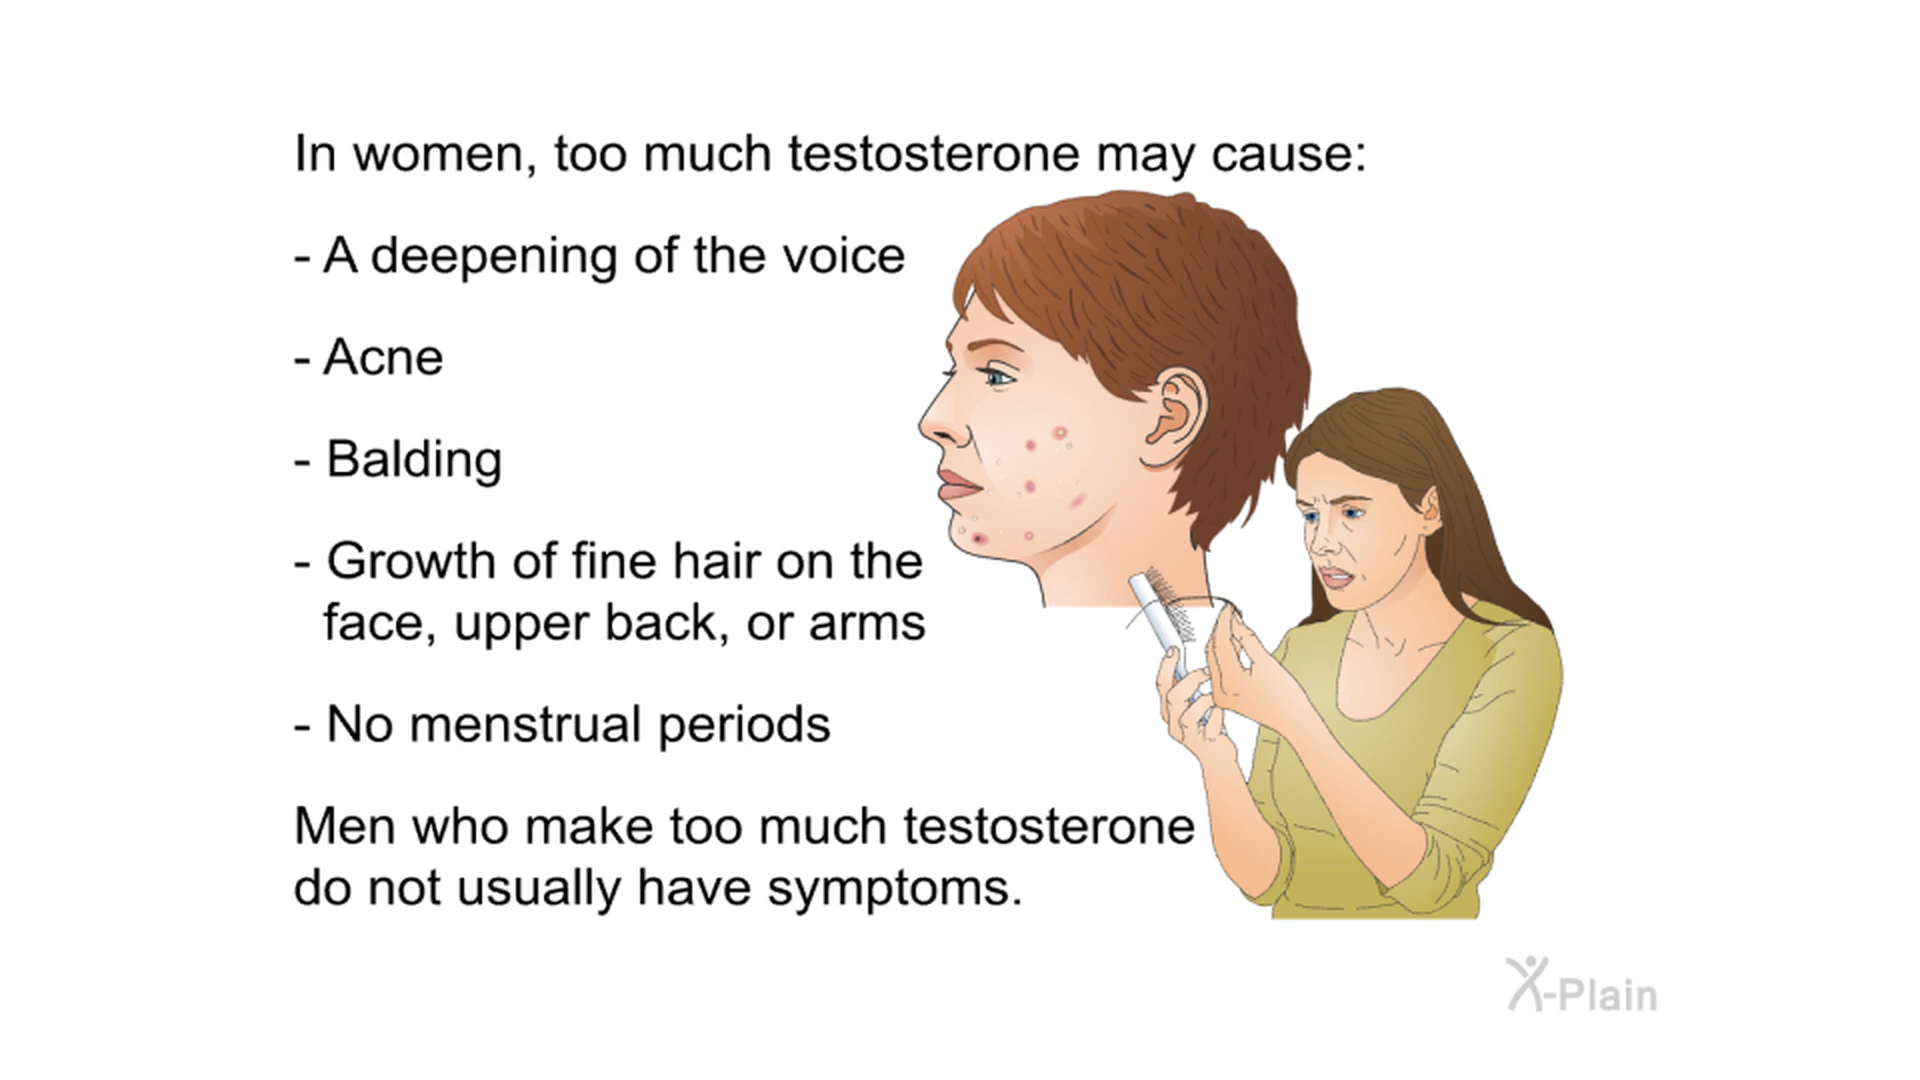 In women, too much testosterone may cause:
- A deepening of the voice
- Acne
- Balding
- Growth of fine hair on the
face, upper back, or arms
- No menstrual periods
Men who make too much testosterone
do not usually have symptoms.
X-Plain